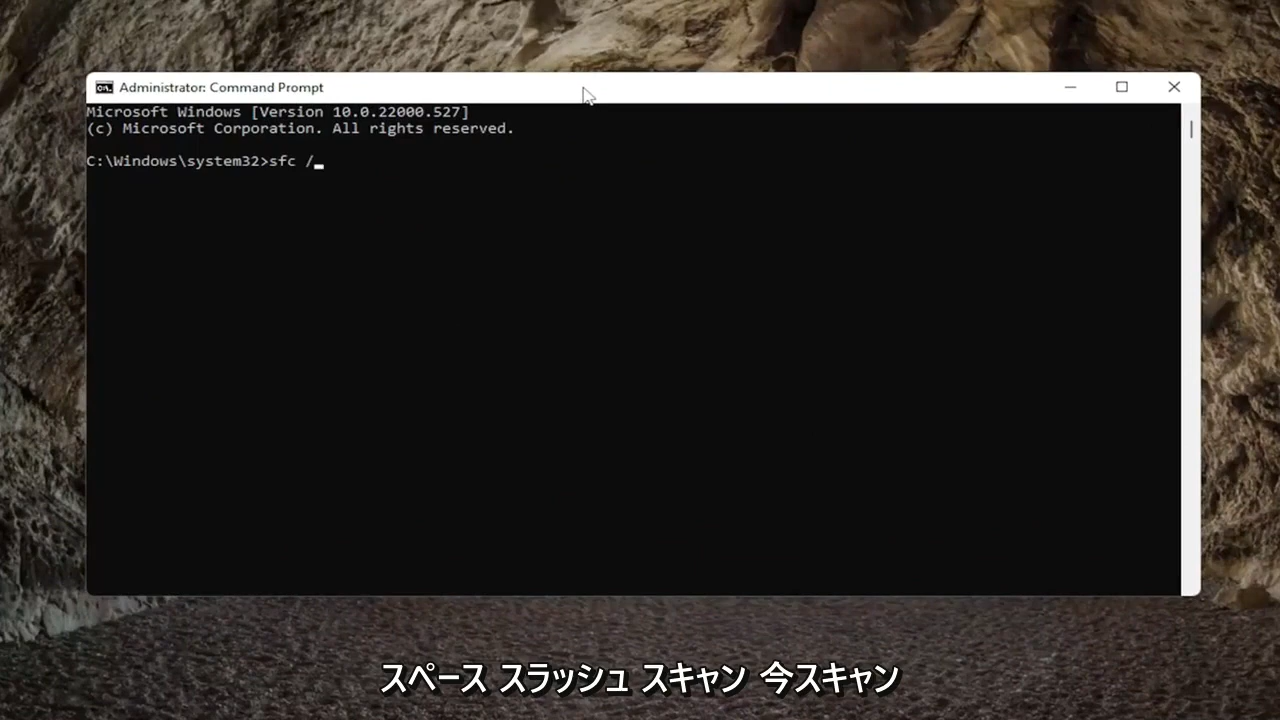 Administrator: Command Prompt
Microsoft Windows [Version 10.0.22000.527]
(c) Microsoft Corporation. All rights reserved.
C:\Windows\system32>sfc /
スペース スラッシュ スキャン 今スキャン